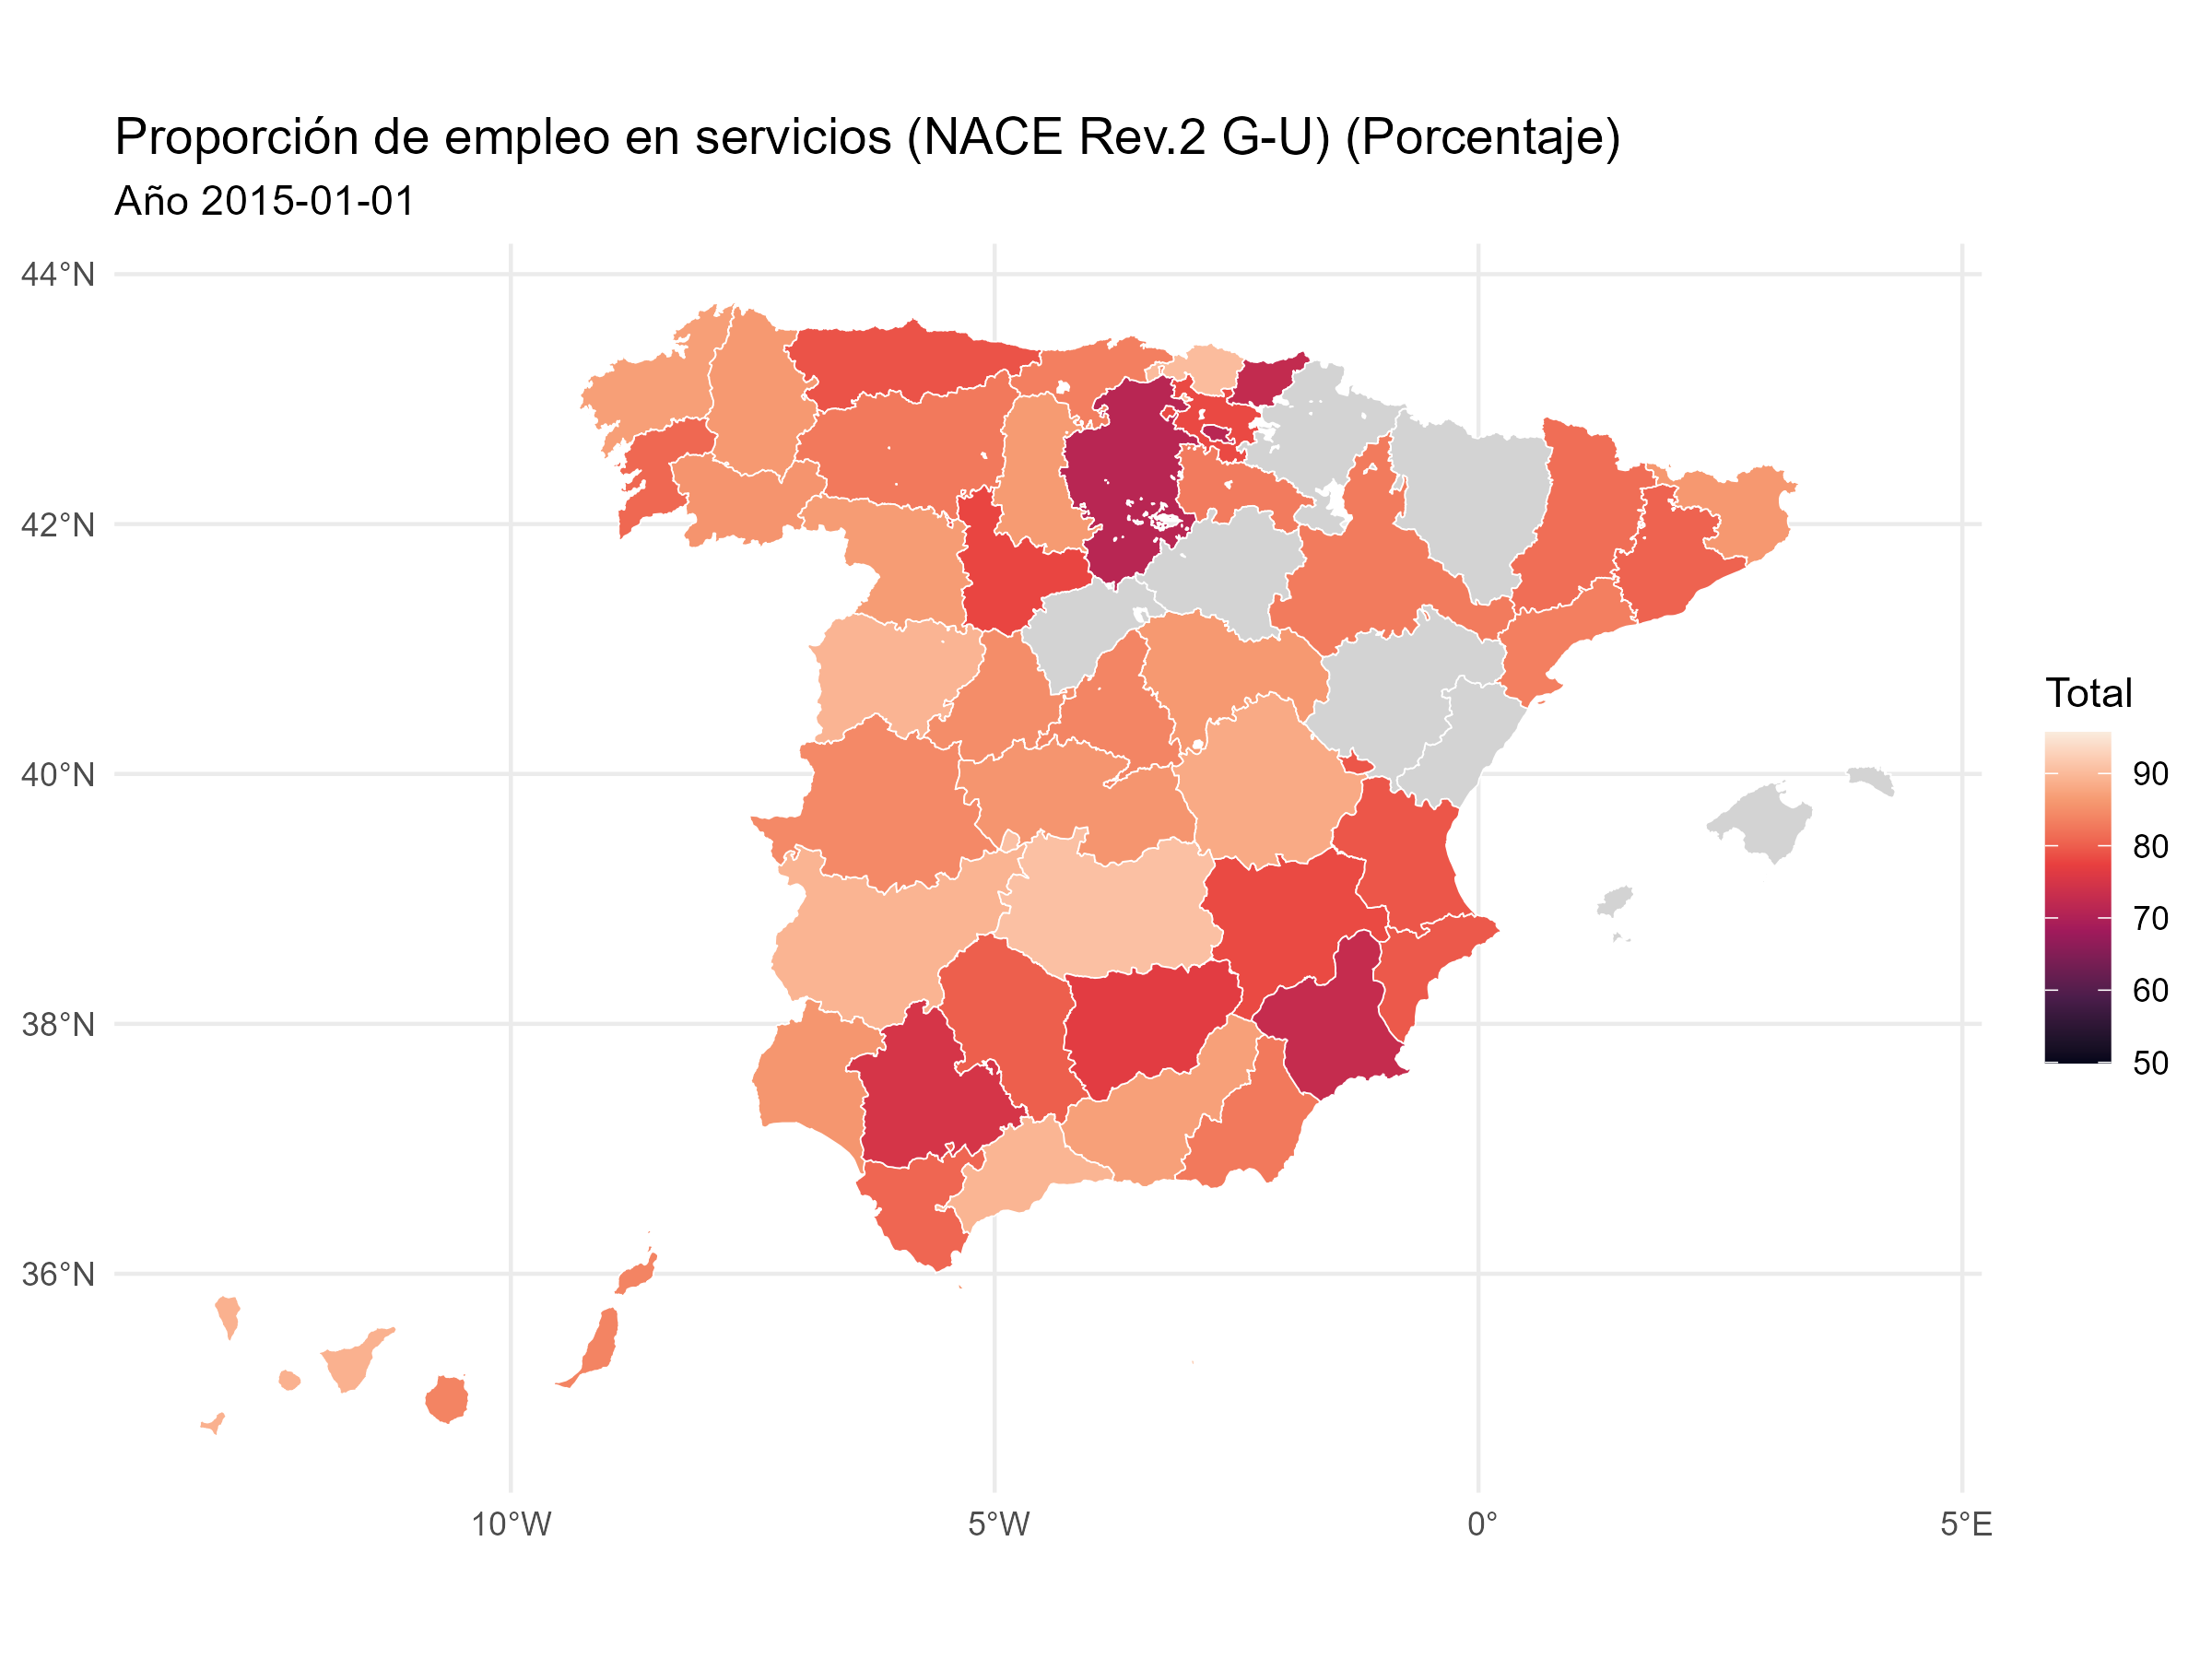 Proporción de empleo en servicios (NACE Rev.2 G-U) (Porcentaje)
Año 2015-01-01
44°N
42°N
40°N
38°N
36°N
10°W
5°W
0°
5°E
Total
90
80
70
60
50